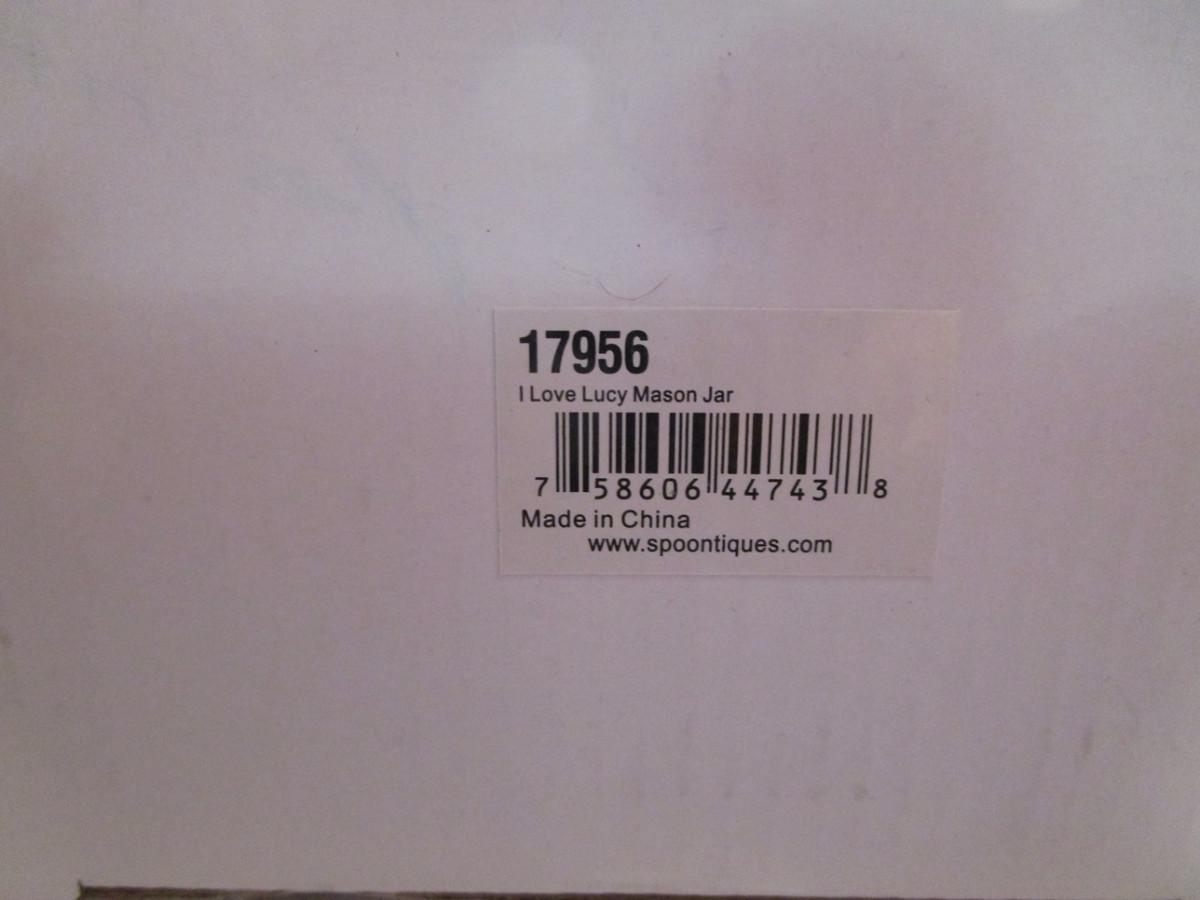 17956
I Love Lucy Mason Jar
7 58606 44743 8
Made in China
www.spoontiques.com